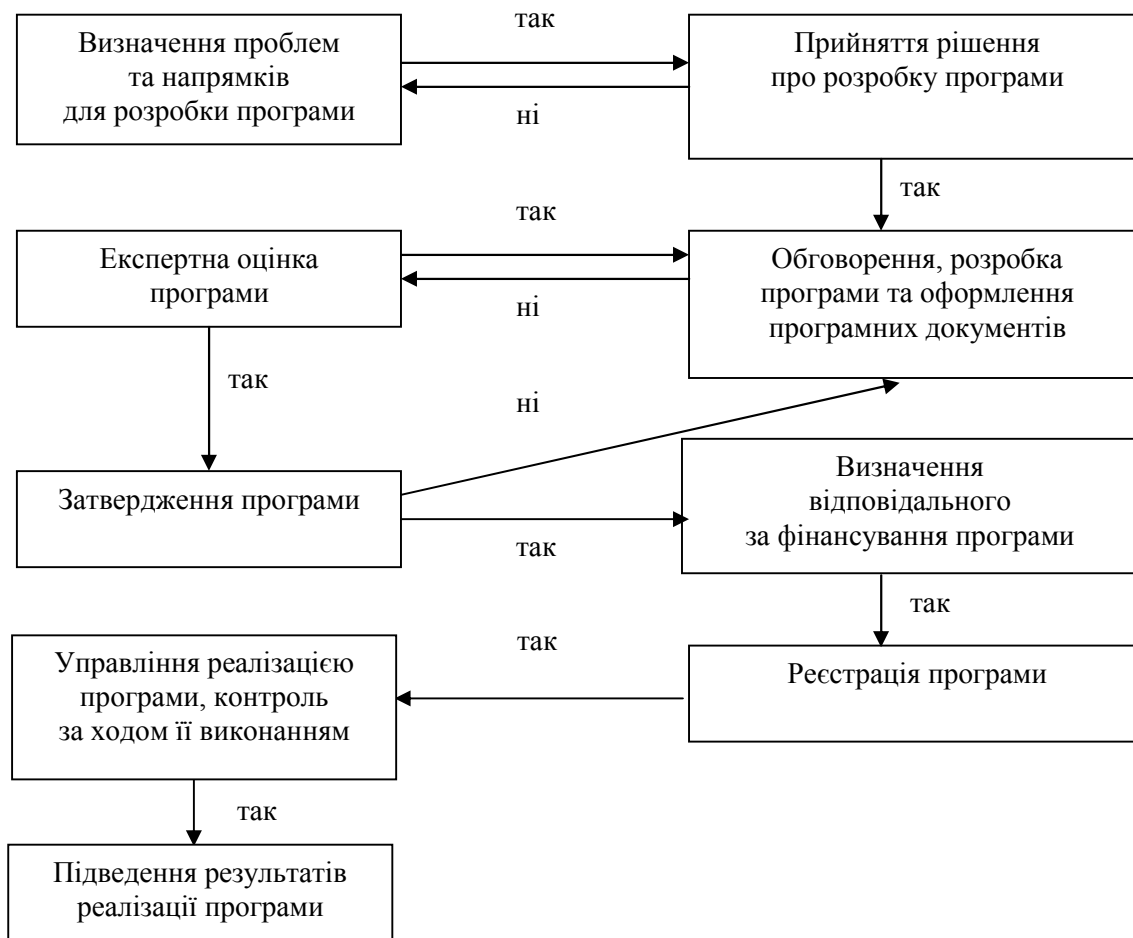 так
Визначення проблем
та напрямків
для розробки програми
Прийняття рішення
про розробку програми
ні
так
так
Експертна оцінка
програми
Обговорення, розробка
програми та оформлення
програмних документів
ні
так
ні
Затвердження програми
Визначення
відповідального
за фінансування програми
так
так
так
Управління реалізацією
програми, контроль
за ходом її виконанням
Реєстрація програми
так
Підведення результатів
реалізації програми